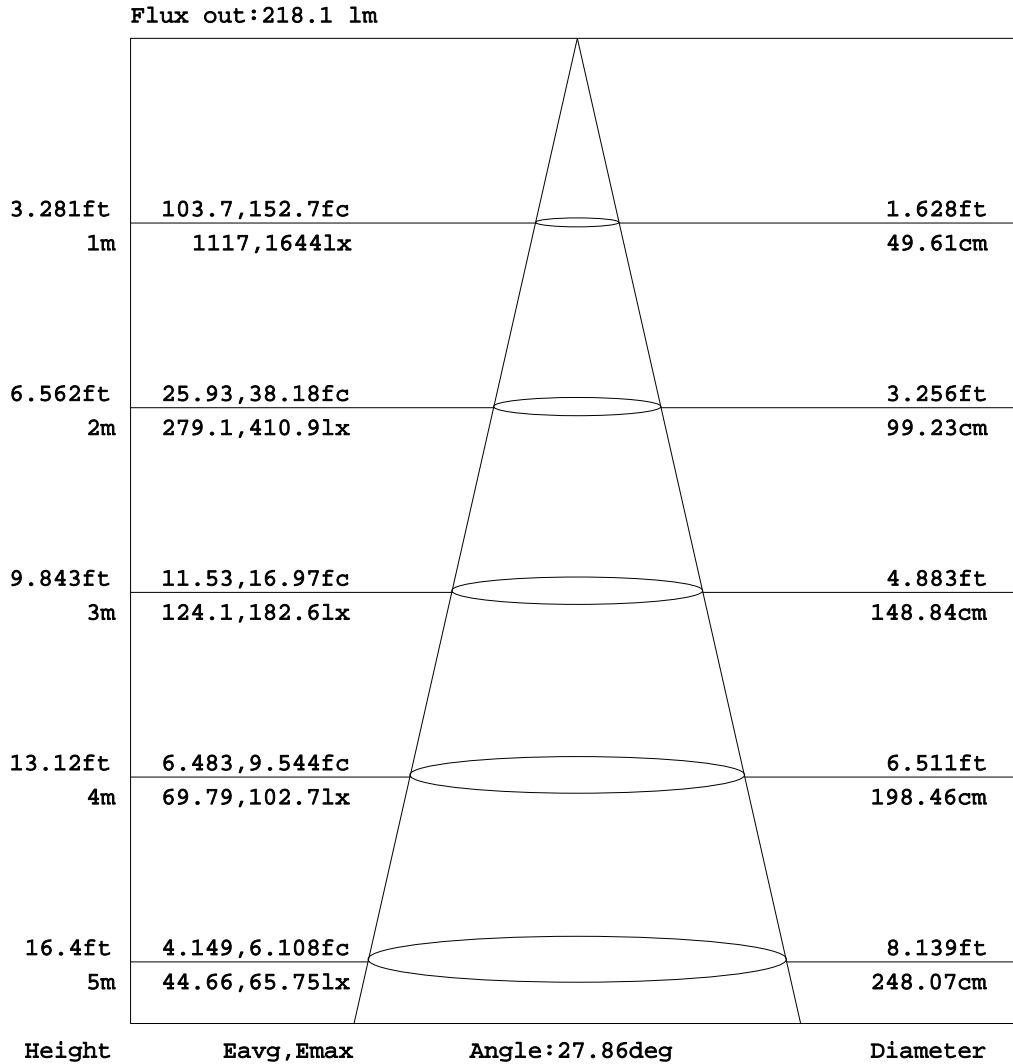 Flux out:218.1 lm
3.281ft 103.7,152.7fc 1.628ft
1m 1117,1644lx 49.61cm
6.562ft 25.93,38.18fc 3.256ft
2m 279.1,410.9lx 99.23cm
9.843ft 11.53,16.97fc 4.883ft
3m 124.1,182.6lx 148.84cm
13.12ft 6.483,9.544fc 6.511ft
4m 69.79,102.7lx 198.46cm
16.4ft 4.149,6.108fc 8.139ft
5m 44.66,65.75lx 248.07cm
Height Eavg,Emax Angle:27.86deg Diameter